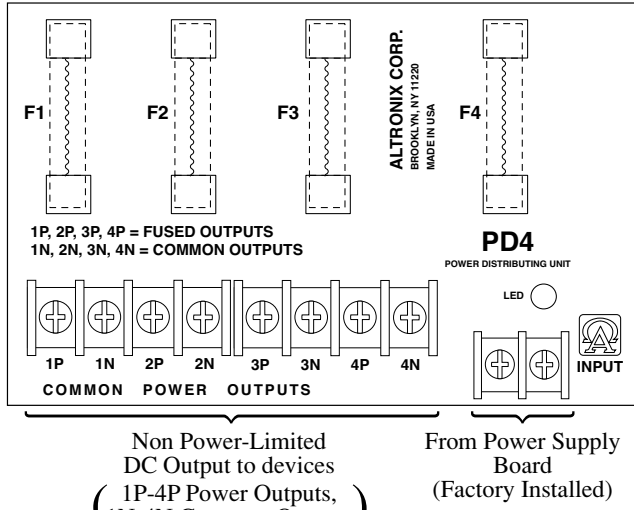 F1
F2
F3
ALTRONIX CORP.
BROOKLYN, NY 11220
MADE IN USA
F4
1P, 2P, 3P, 4P = FUSED OUTPUTS
1N, 2N, 3N, 4N = COMMON OUTPUTS
PD4
POWER DISTRIBUTING UNIT
LED
1P 1N 2P 2N 3P 3N 4P 4N
INPUT
COMMON POWER OUTPUTS
Non Power-Limited
DC Output to devices
(1P-4P Power Outputs,
From Power Supply
Board
(Factory Installed)